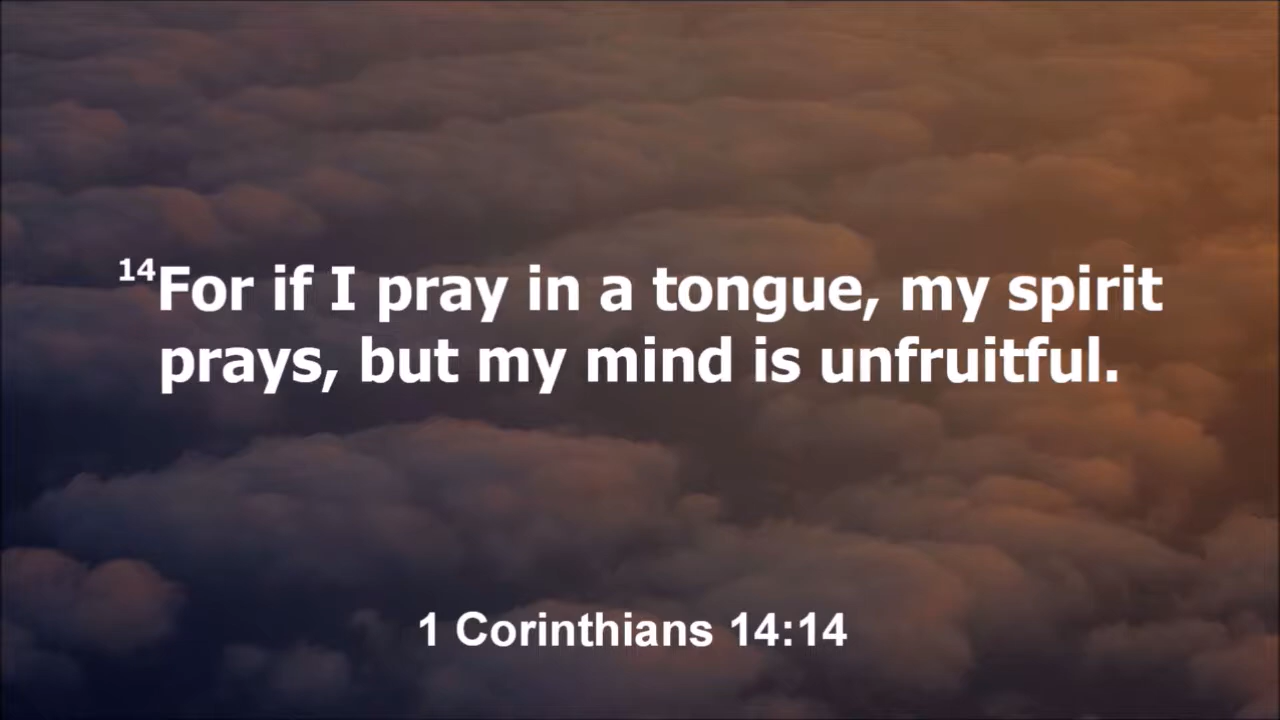 ¹⁴For if I pray in a tongue, my spirit
prays, but my mind is unfruitful.
1 Corinthians 14:14